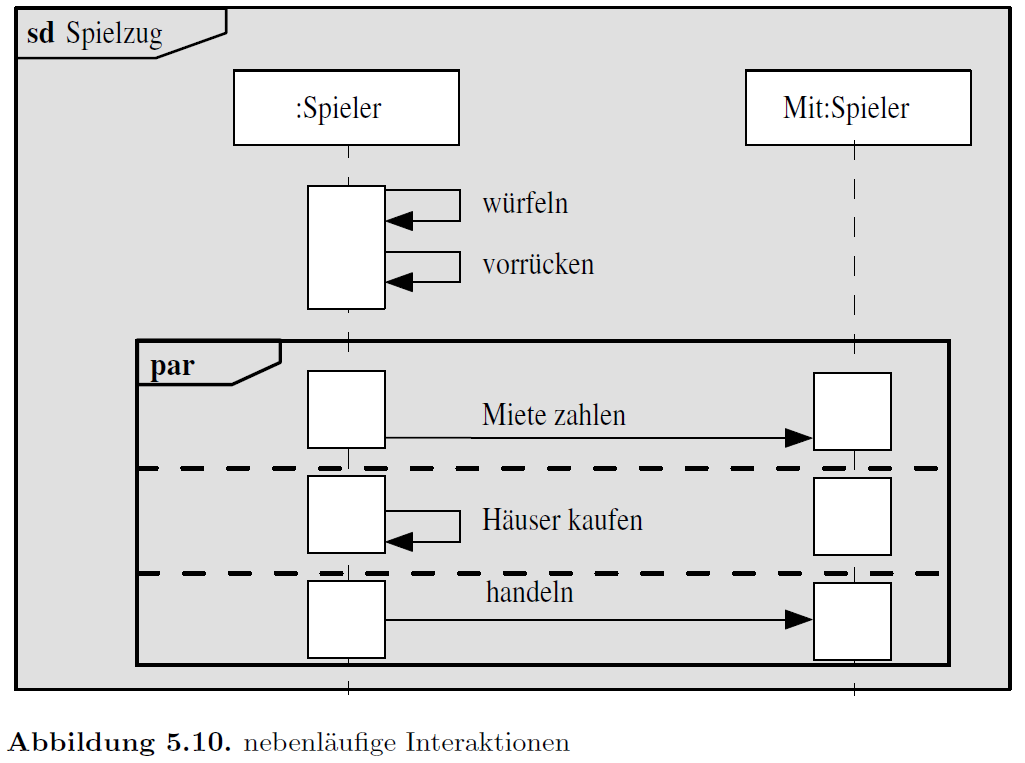 sd Spielzug
:Spieler
Mit:Spieler
würfeln
vorrücken
par
Miete zahlen
Häuser kaufen
handeln
Abbildung 5.10. nebenläufige Interaktionen